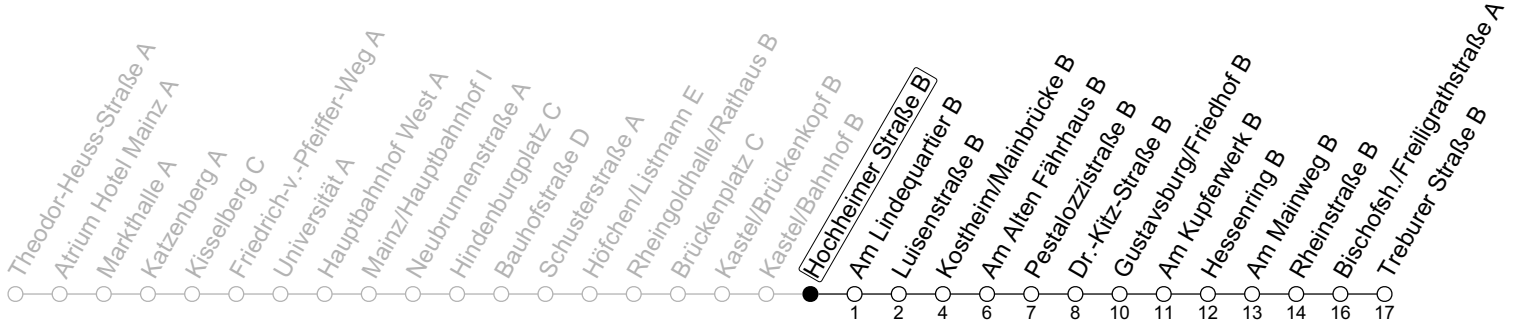 Theodor-Heuss-Straße A
Atrium Hotel Mainz A
Markthalle A
Katzenberg A
Kisselberg C
Friedrich-v.-Pfeiffer-Weg A
Universität A
Hauptbahnhof West A
Mainz/Hauptbahnhof I
Neubrunnenstraße A
Hindenburgplatz C
Bauhofstraße D
Schusterstraße A
Höfchen/Listmann E
Rheingoldhalle/Rathaus B
Brückenplatz C
Kastel/Brückenkopf B
Kastel/Bahnhof B
Hochheimer Straße B
Am Lindequartier B
Luisenstraße B
Kostheim/Mainbrücke B
Am Alten Fährhaus B
Pestalozzistraße B
Dr.-Kitz-Straße B
Gustavsburg/Friedhof B
Am Kupferwerk B
Hessenring B
Am Mainweg B
Rheinstraße B
Bischofsh./Freiligrathstraße A
Treburer Straße B
1 2 4 6 7 8 10 11 12 13 14 16 17